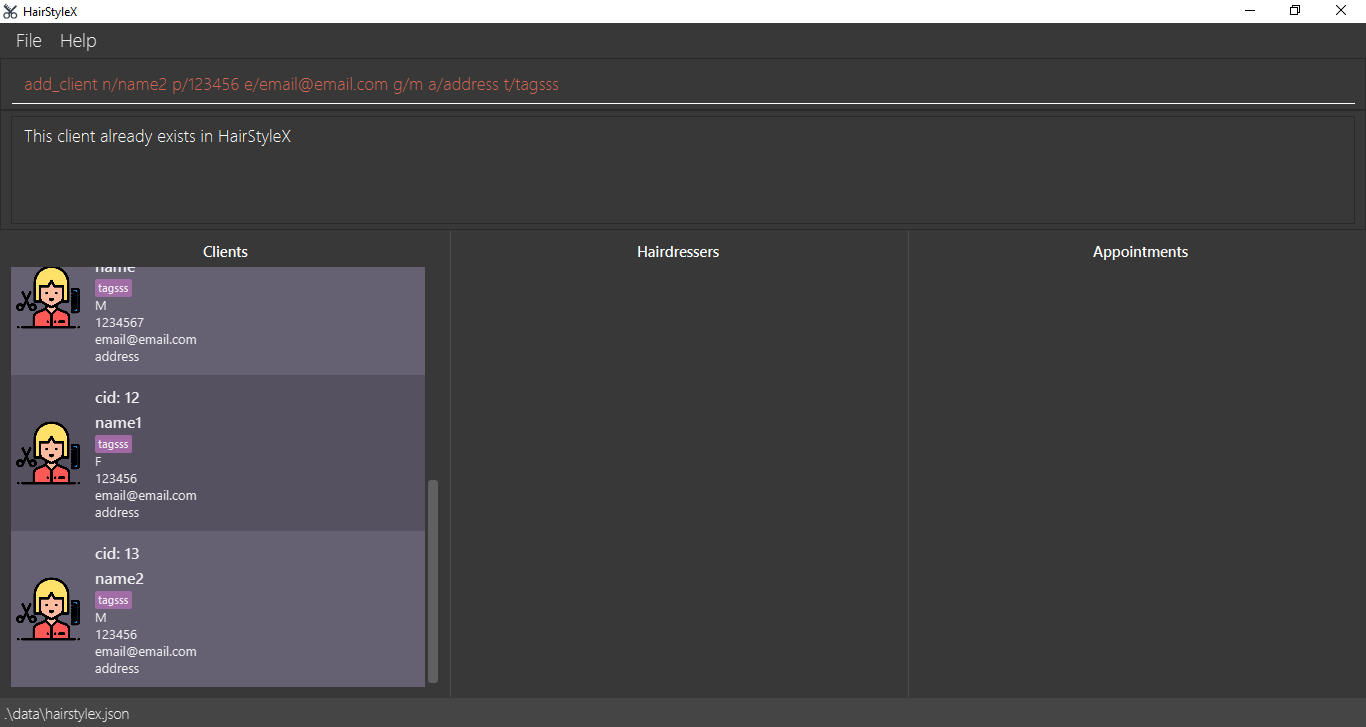 HairStyleX
File Help
add_client n/name2 p/123456 e/email@email.com g/m a/address t/tagsss
This client already exists in HairStyleX
Clients
name
tagsss
M
1234567
email@email.com
address
cid: 12
name1
tagsss
F
123456
email@email.com
address
cid: 13
name2
tagsss
M
123456
email@email.com
address
Hairdressers
Appointments
.\data\hairstylex.json